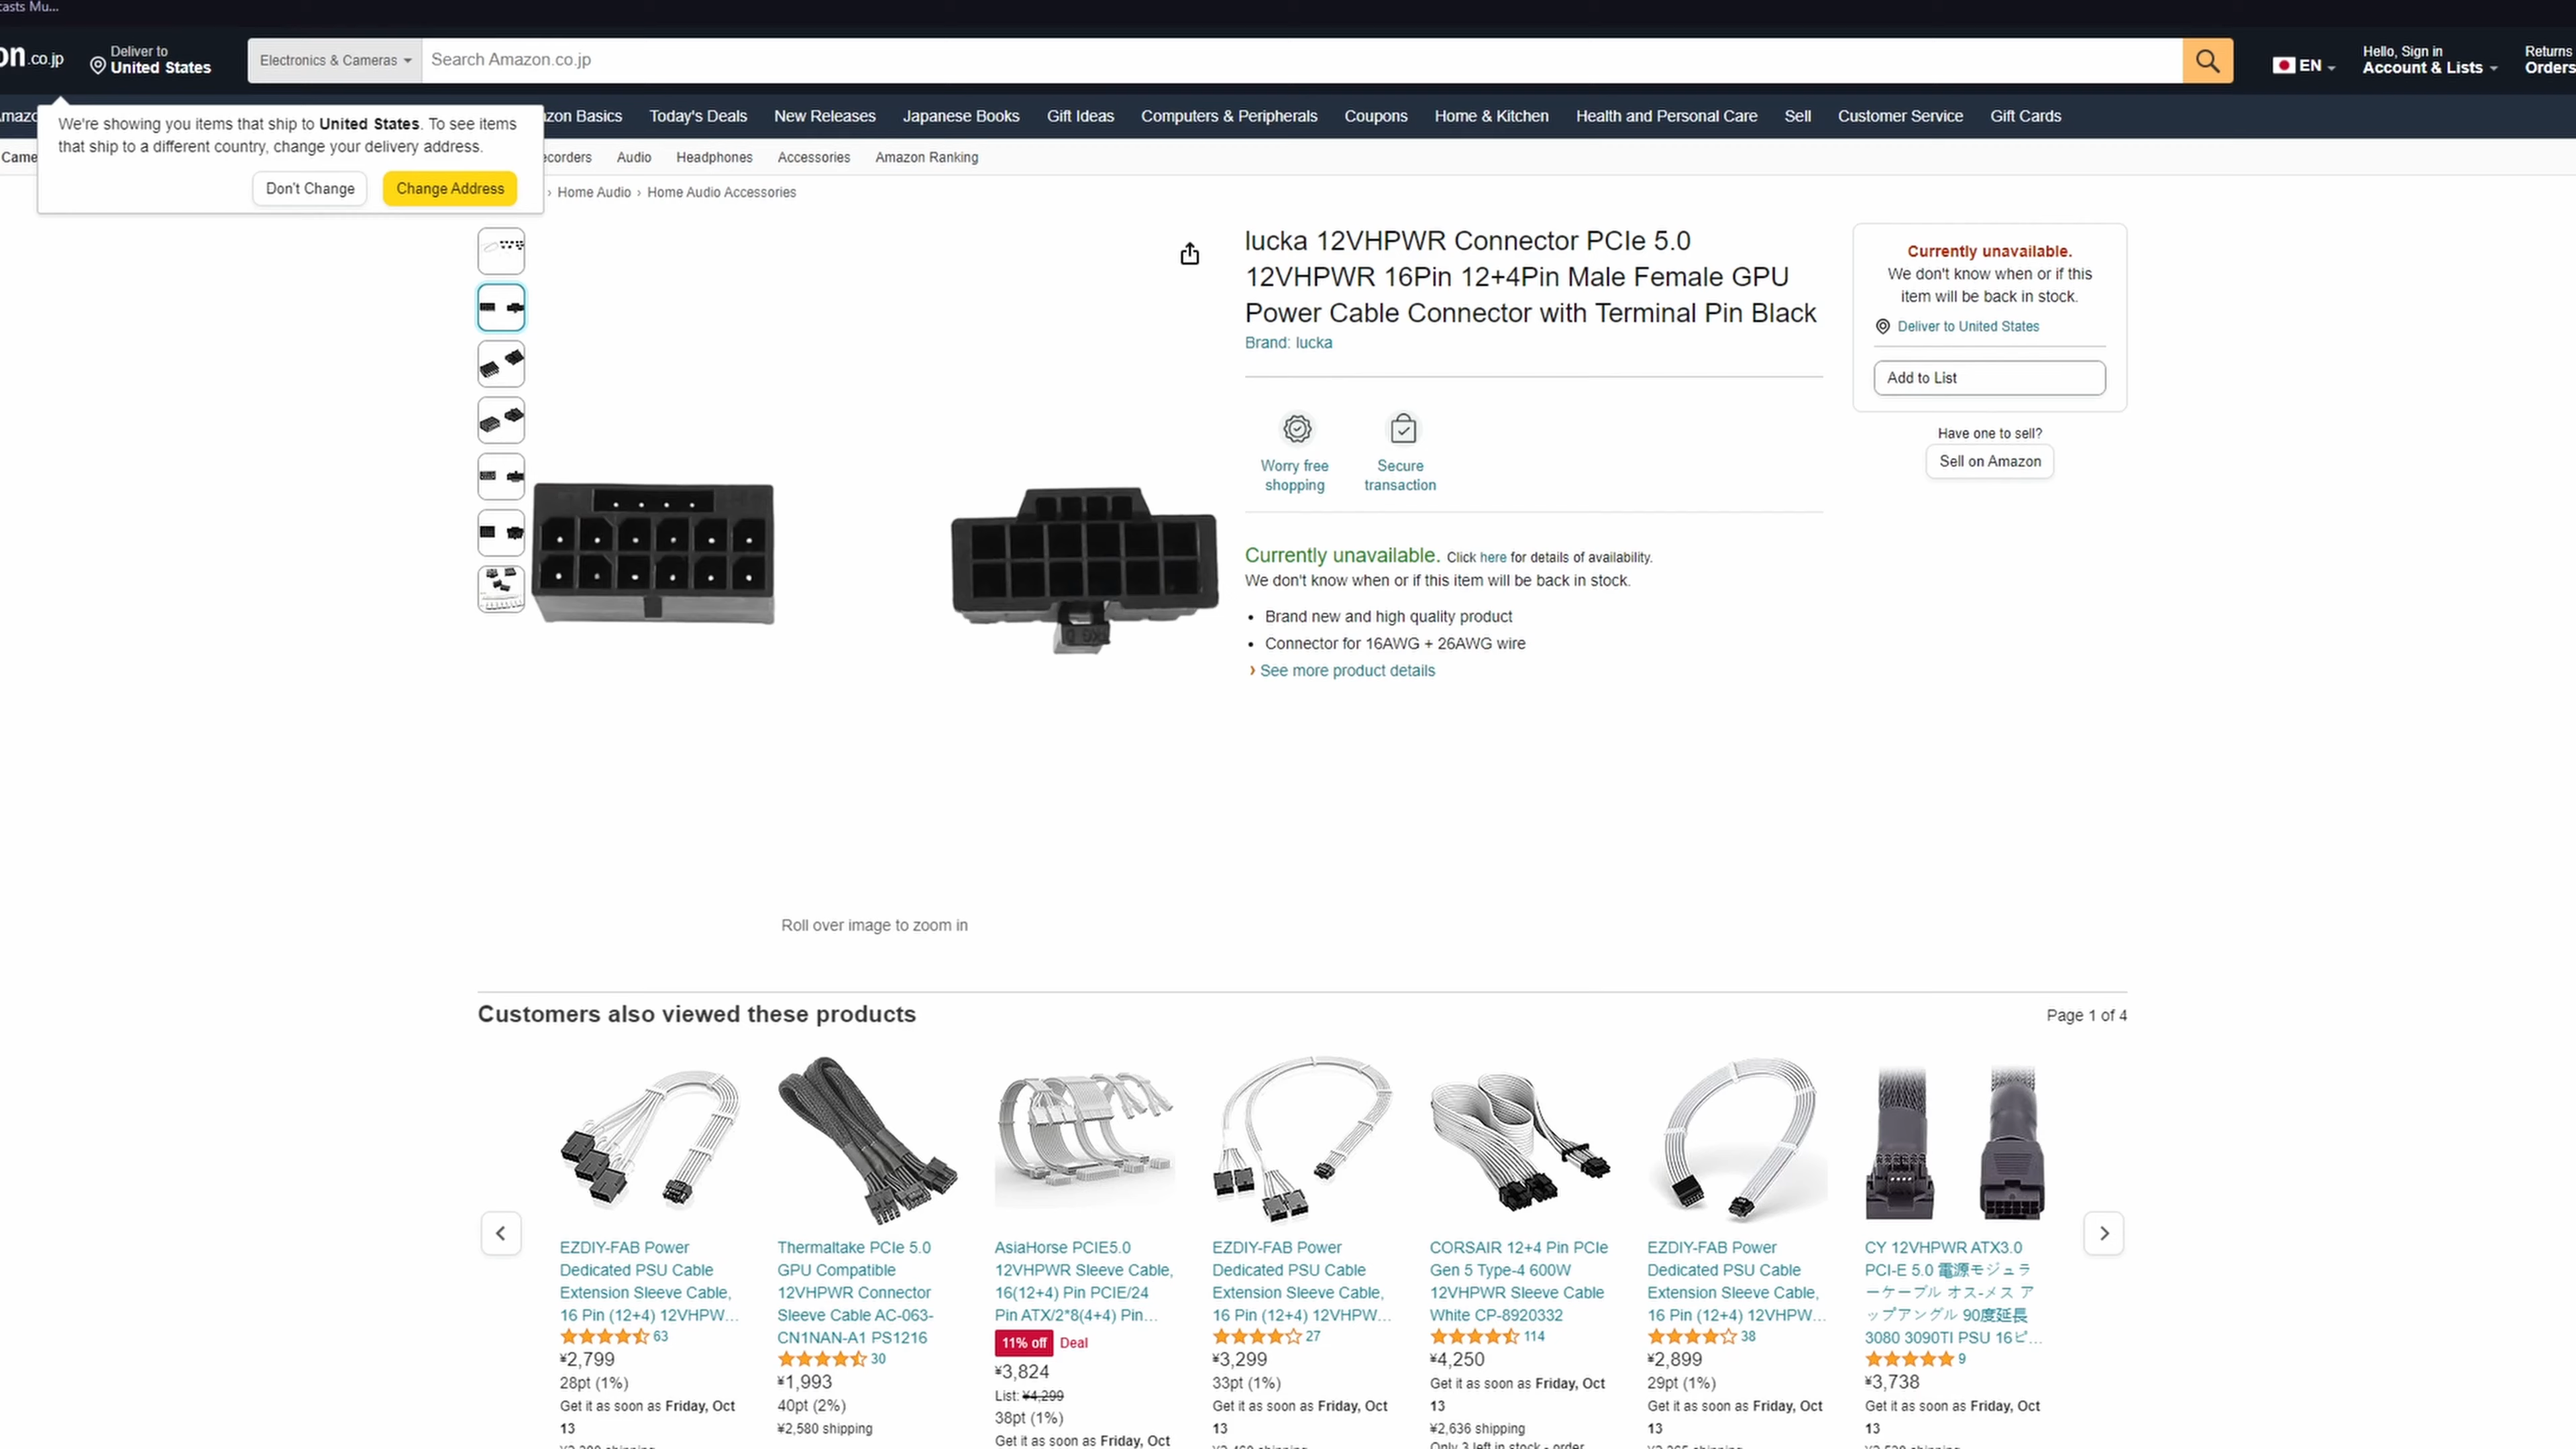 casts Mu...
on.co.jp
Deliver to
United States
Electronics & Cameras
Search Amazon.co.jp
EN
Hello, Sign in
Account & Lists
Returns
Orders
We're showing you items that ship to United States. To see items
that ship to a different country, change your delivery address.
Don't Change
Change Address
zon Basics
Today's Deals
New Releases
Japanese Books
Gift Ideas
Computers & Peripherals
Coupons
Home & Kitchen
Health and Personal Care
Sell
Customer Service
Gift Cards
Came
ecorders
Audio
Headphones
Accessories
Amazon Ranking
› Home Audio › Home Audio Accessories
lucka 12VHPWR Connector PCIe 5.0
12VHPWR 16Pin 12+4Pin Male Female GPU
Power Cable Connector with Terminal Pin Black
Brand: lucka
Worry free
shopping
Secure
transaction
Currently unavailable. Click here for details of availability.
We don't know when or if this item will be back in stock.
• Brand new and high quality product
• Connector for 16AWG + 26AWG wire
› See more product details
Currently unavailable.
We don't know when or if this
item will be back in stock.
Deliver to United States
Add to List
Have one to sell?
Sell on Amazon
Roll over image to zoom in
Customers also viewed these products
Page 1 of 4
EZDIY-FAB Power
Dedicated PSU Cable
Extension Sleeve Cable,
16 Pin (12+4) 12VHPW...
63
¥2,799
28pt (1%)
Get it as soon as Friday, Oct
13
Thermaltake PCIe 5.0
GPU Compatible
12VHPWR Connector
Sleeve Cable AC-063-
CN1NAN-A1 PS1216
30
¥1,993
40pt (2%)
¥2,580 shipping
AsiaHorse PCIE5.0
12VHPWR Sleeve Cable,
16(12+4) Pin PCIE/24
Pin ATX/2*8(4+4) Pin...
11% off Deal
¥3,824
List: ¥4,299
38pt (1%)
Get it as soon as Friday, Oct
EZDIY-FAB Power
Dedicated PSU Cable
Extension Sleeve Cable,
16 Pin (12+4) 12VHPW...
27
¥3,299
33pt (1%)
Get it as soon as Friday, Oct
13
CORSAIR 12+4 Pin PCIe
Gen 5 Type-4 600W
12VHPWR Sleeve Cable
White CP-8920332
114
¥4,250
Get it as soon as Friday, Oct
13
¥2,636 shipping
Only 3 left in stock - order
EZDIY-FAB Power
Dedicated PSU Cable
Extension Sleeve Cable,
16 Pin (12+4) 12VHPW...
38
¥2,899
29pt (1%)
Get it as soon as Friday, Oct
13
CY 12VHPWR ATX3.0
PCI-E 5.0 電源モジュラ
ーケーブル オス-メス ア
ップアングル 90度延長
3080 3090TI PSU 16ピ...
9
¥3,738
Get it as soon as Friday, Oct
13